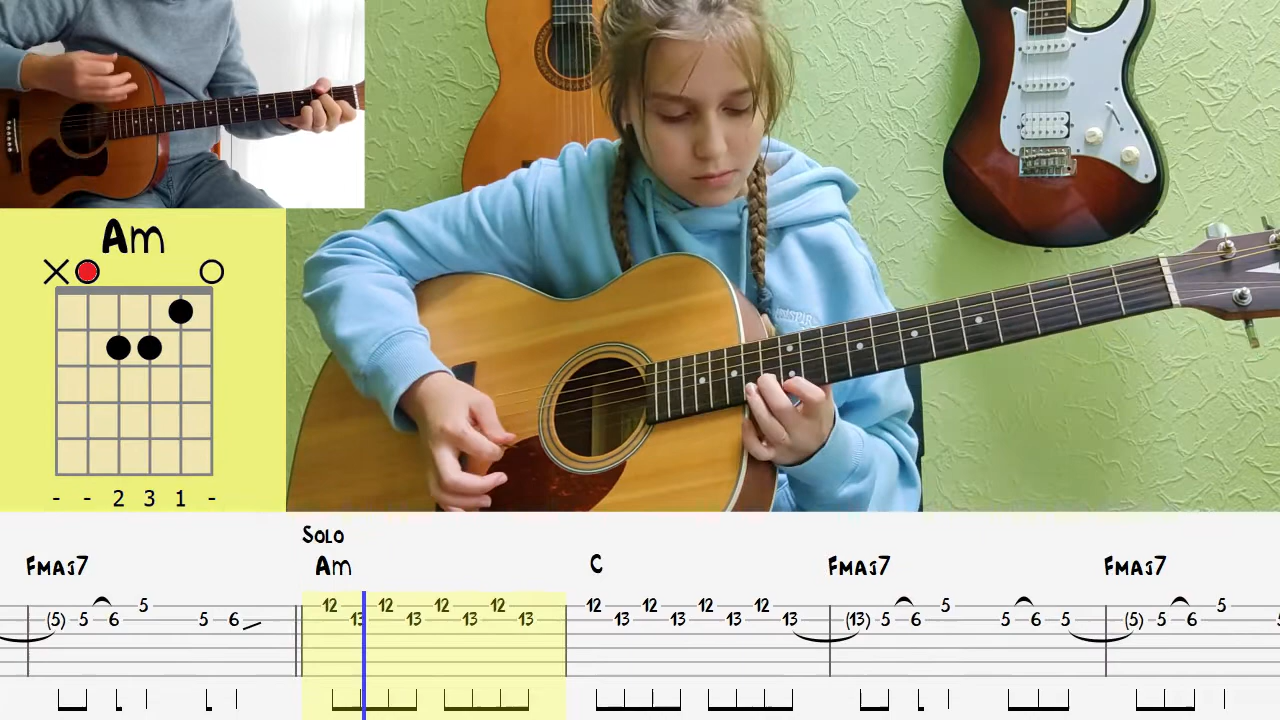 Am
- - 2 3 1 -
Solo
Fmaj7 Am C Fmaj7 Fmaj7
5 12 12 12 12 12 12 12 12 5 5
(5) 5 6 5 6 13 13 13 13 13 13 13 13 (13) 5 6 5 6 5 (5) 5 6